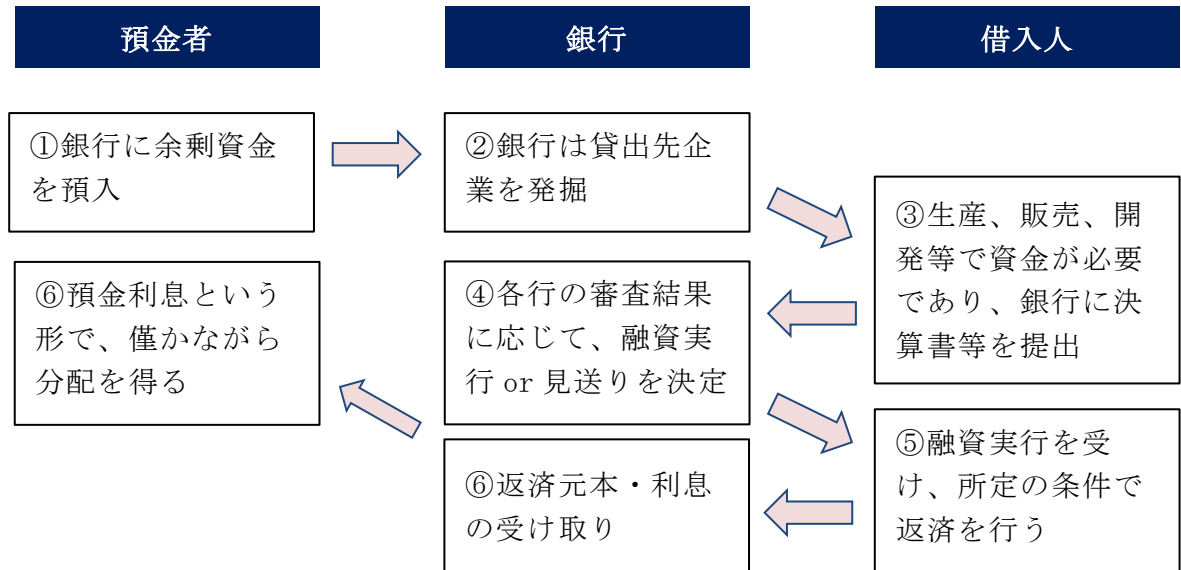 預金者
銀行
借入人
①銀行に余剰資金
を預入
②銀行は貸出先企
業を発掘
③生産、販売、開
発等で資金が必要
であり、銀行に決
算書等を提出
④各行の審査結果
に応じて、融資実
行 or 見送りを決定
⑤融資実行を受
け、所定の条件で
返済を行う
⑥返済元本・利息
の受け取り
⑥預金利息という
形で、僅かながら
分配を得る